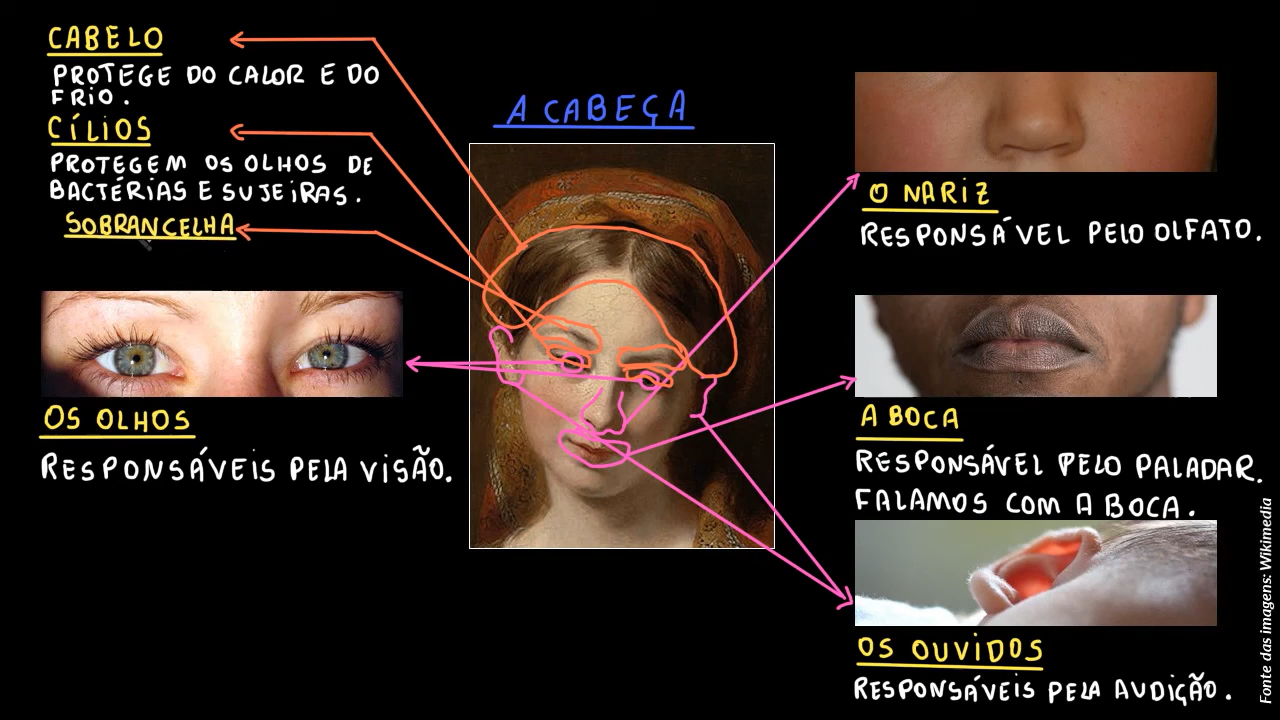 CABELO
PROTEGE DO CALOR E DO
FRIO.
CÍLIOS
PROTEGEM OS OLHOS DE
BACTÉRIAS E SUJEIRAS.
SOBRANCELHA
OS OLHOS
RESPONSÁVEIS PELA VISÃO.
A CABEÇA
O NARIZ
RESPONSÁVEL PELO OLFATO.
A BOCA
RESPONSÁVEL PELO PALADAR.
FALAMOS COM A BOCA.
OS OUVIDOS
RESPONSÁVEIS PELA AUDIÇÃO.
Fonte das imagens: Wikimedia